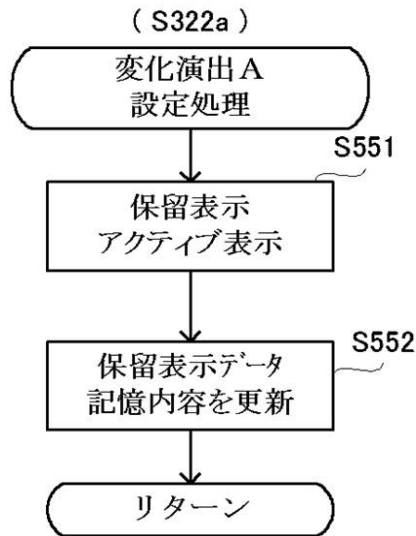 (S322a)
変化演出A
設定処理
S551
保留表示
アクティブ表示
S552
保留表示データ
記憶内容を更新
リターン